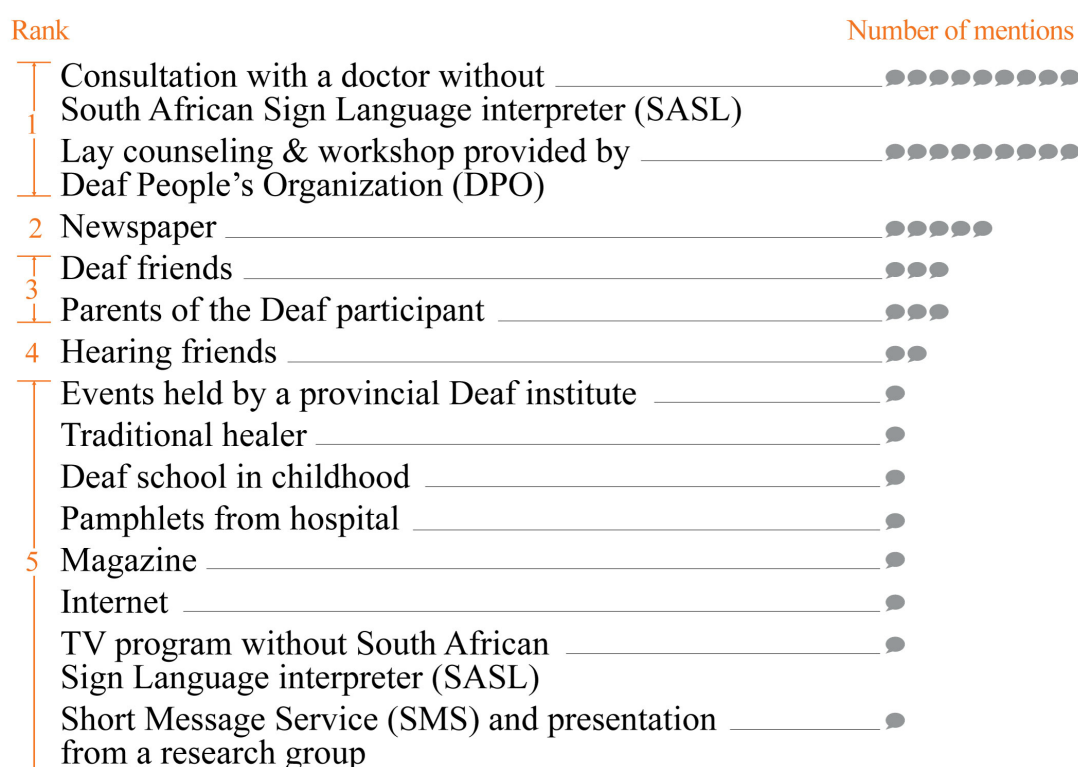 Rank Number of mentions
Consultation with a doctor without
South African Sign Language interpreter (SASL)
1
Lay counseling & workshop provided by
Deaf People's Organization (DPO)
2 Newspaper
Deaf friends
3
Parents of the Deaf participant
4 Hearing friends
Events held by a provincial Deaf institute
Traditional healer
Deaf school in childhood
Pamphlets from hospital
5 Magazine
Internet
TV program without South African
Sign Language interpreter (SASL)
Short Message Service (SMS) and presentation
from a research group